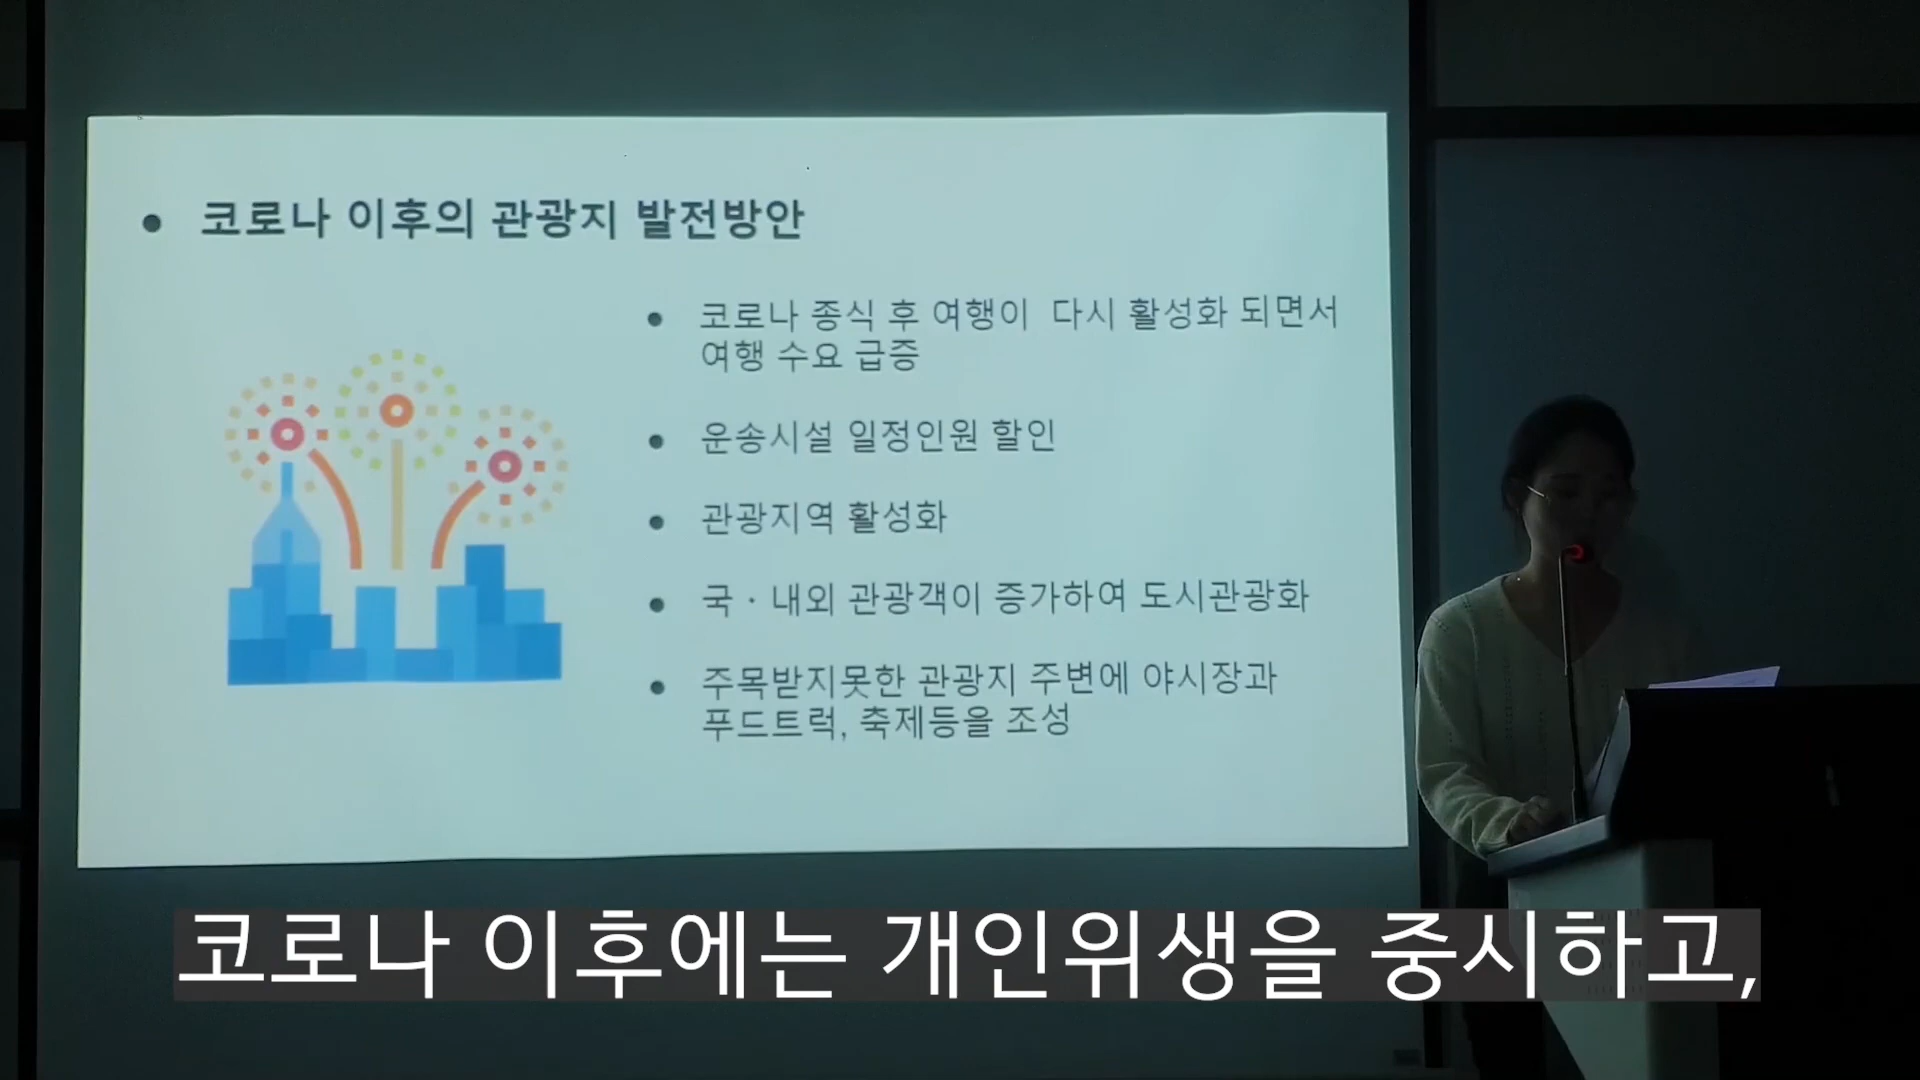 코로나 이후의 관광지 발전방안
코로나 종식 후 여행이 다시 활성화 되면서
여행 수요 급증
운송시설 일정인원 할인
관광지역 활성화
국·내외 관광객이 증가하여 도시관광화
주목받지못한 관광지 주변에 야시장과
푸드트럭, 축제등을 조성
코로나 이후에는 개인위생을 중시하고,